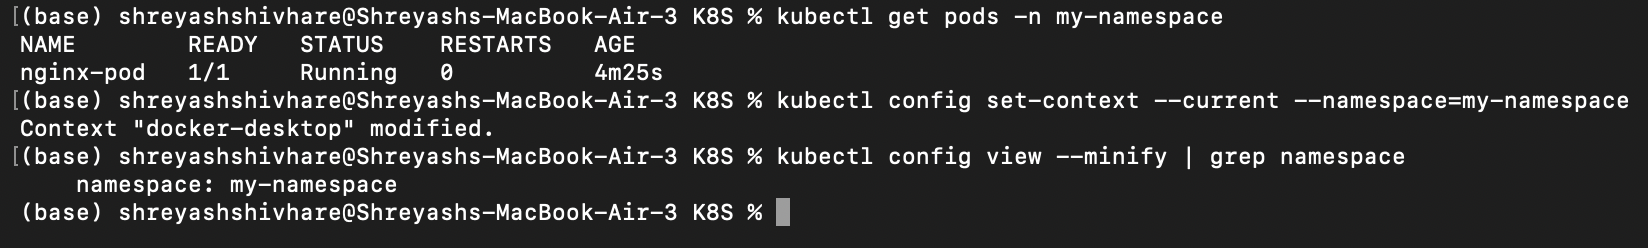 [(base) shreyashshivhare@Shreyashs-MacBook-Air-3 K8S % kubectl get pods -n my-namespace
NAME        READY   STATUS    RESTARTS   AGE
nginx-pod   1/1     Running   0          4m25s
[(base) shreyashshivhare@Shreyashs-MacBook-Air-3 K8S % kubectl config set-context --current --namespace=my-namespace
Context "docker-desktop" modified.
[(base) shreyashshivhare@Shreyashs-MacBook-Air-3 K8S % kubectl config view --minify | grep namespace
    namespace: my-namespace
(base) shreyashshivhare@Shreyashs-MacBook-Air-3 K8S %